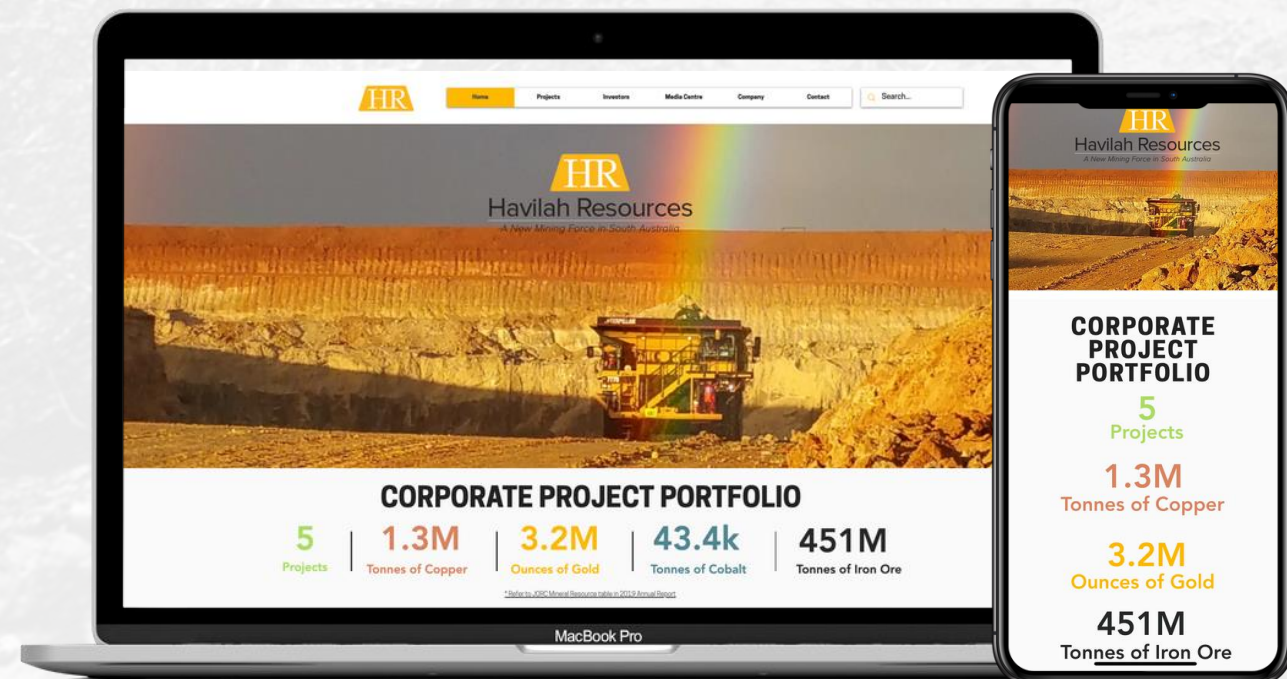 HR
Home Projects Investors Media Centre Company Contact Search...
HR
Havilah Resources
A New Mining Force in South Australia
CORPORATE PROJECT PORTFOLIO
5 1.3M 3.2M 43.4k 451M
Projects Tonnes of Copper Ounces of Gold Tonnes of Cobalt Tonnes of Iron Ore
* Refer to JORC Mineral Resource table in 2019 Annual Report
MacBook Pro
HR
Havilah Resources
A New Mining Force in South Australia
CORPORATE
PROJECT
PORTFOLIO
5
Projects
1.3M
Tonnes of Copper
3.2M
Ounces of Gold
451M
Tonnes of Iron Ore